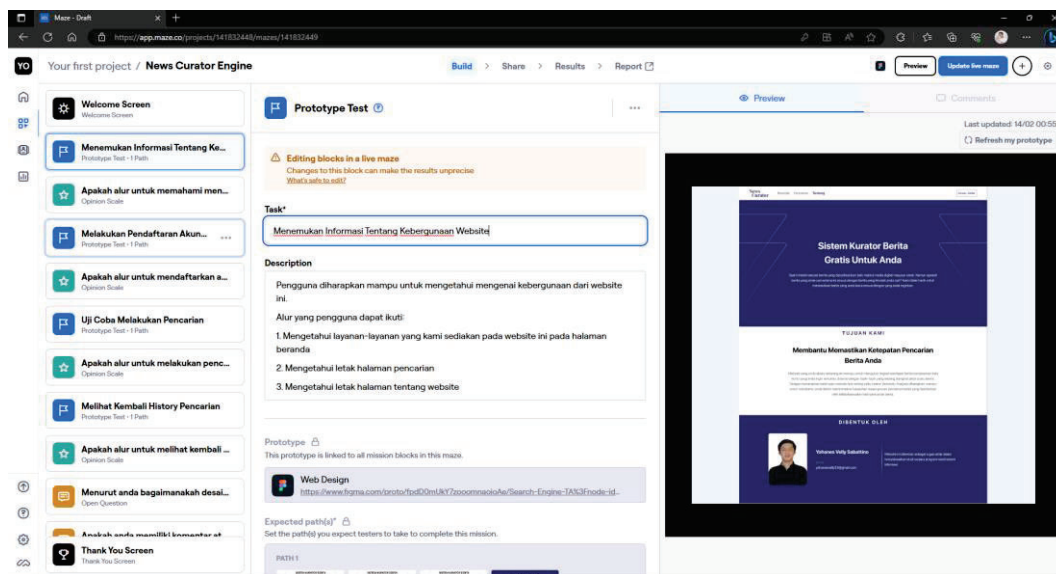 Maze - Draft
https://app.maze.co/projects/141832448/mazes/141832449
YO
Your first project / News Curator Engine
Build > Share > Results > Report
Preview
Update live maze
Welcome Screen
Welcome Screen
Menemukan Informasi Tentang Ke...
Prototype Test · 1 Path
Apakah alur untuk memahami men...
Opinion Scale
Melakukan Pendaftaran Akun...
Prototype Test · 1 Path
Apakah alur untuk mendaftarkan a...
Opinion Scale
Uji Coba Melakukan Pencarian
Prototype Test · 1 Path
Apakah alur untuk melakukan penc...
Opinion Scale
Melihat Kembali History Pencarian
Prototype Test · 1 Path
Apakah alur untuk melihat kembali ...
Opinion Scale
Menurut anda bagaimanakah desai...
Open Question
Apakah anda memiliki komentar at
Thank You Screen
Thank You Screen
Prototype Test
Editing blocks in a live maze
Changes to this block can make the results unprecise
What's safe to edit?
Task*
Menemukan Informasi Tentang Kebergunaan Website
Description
Pengguna diharapkan mampu untuk mengetahui mengenai kebergunaan dari website
ini.
Alur yang pengguna dapat ikuti:
1. Mengetahui layanan-layanan yang kami sediakan pada website ini pada halaman
beranda
2. Mengetahui letak halaman pencarian
3. Mengetahui letak halaman tentang website
Prototype
This prototype is linked to all mission blocks in this maze.
Web Design
Expected path(s)*
Set the path(s) you expect testers to take to complete this mission.
PATH 1
Preview
Comments
Last updated: 14/02 00:55
Refresh my prototype
News
Curator
Tentang
Sistem Kurator Berita
Gratis Untuk Anda
TUJUAN KAMI
Membantu Memastikan Ketepatan Pencarian
Berita Anda
DIBENTUK OLEH